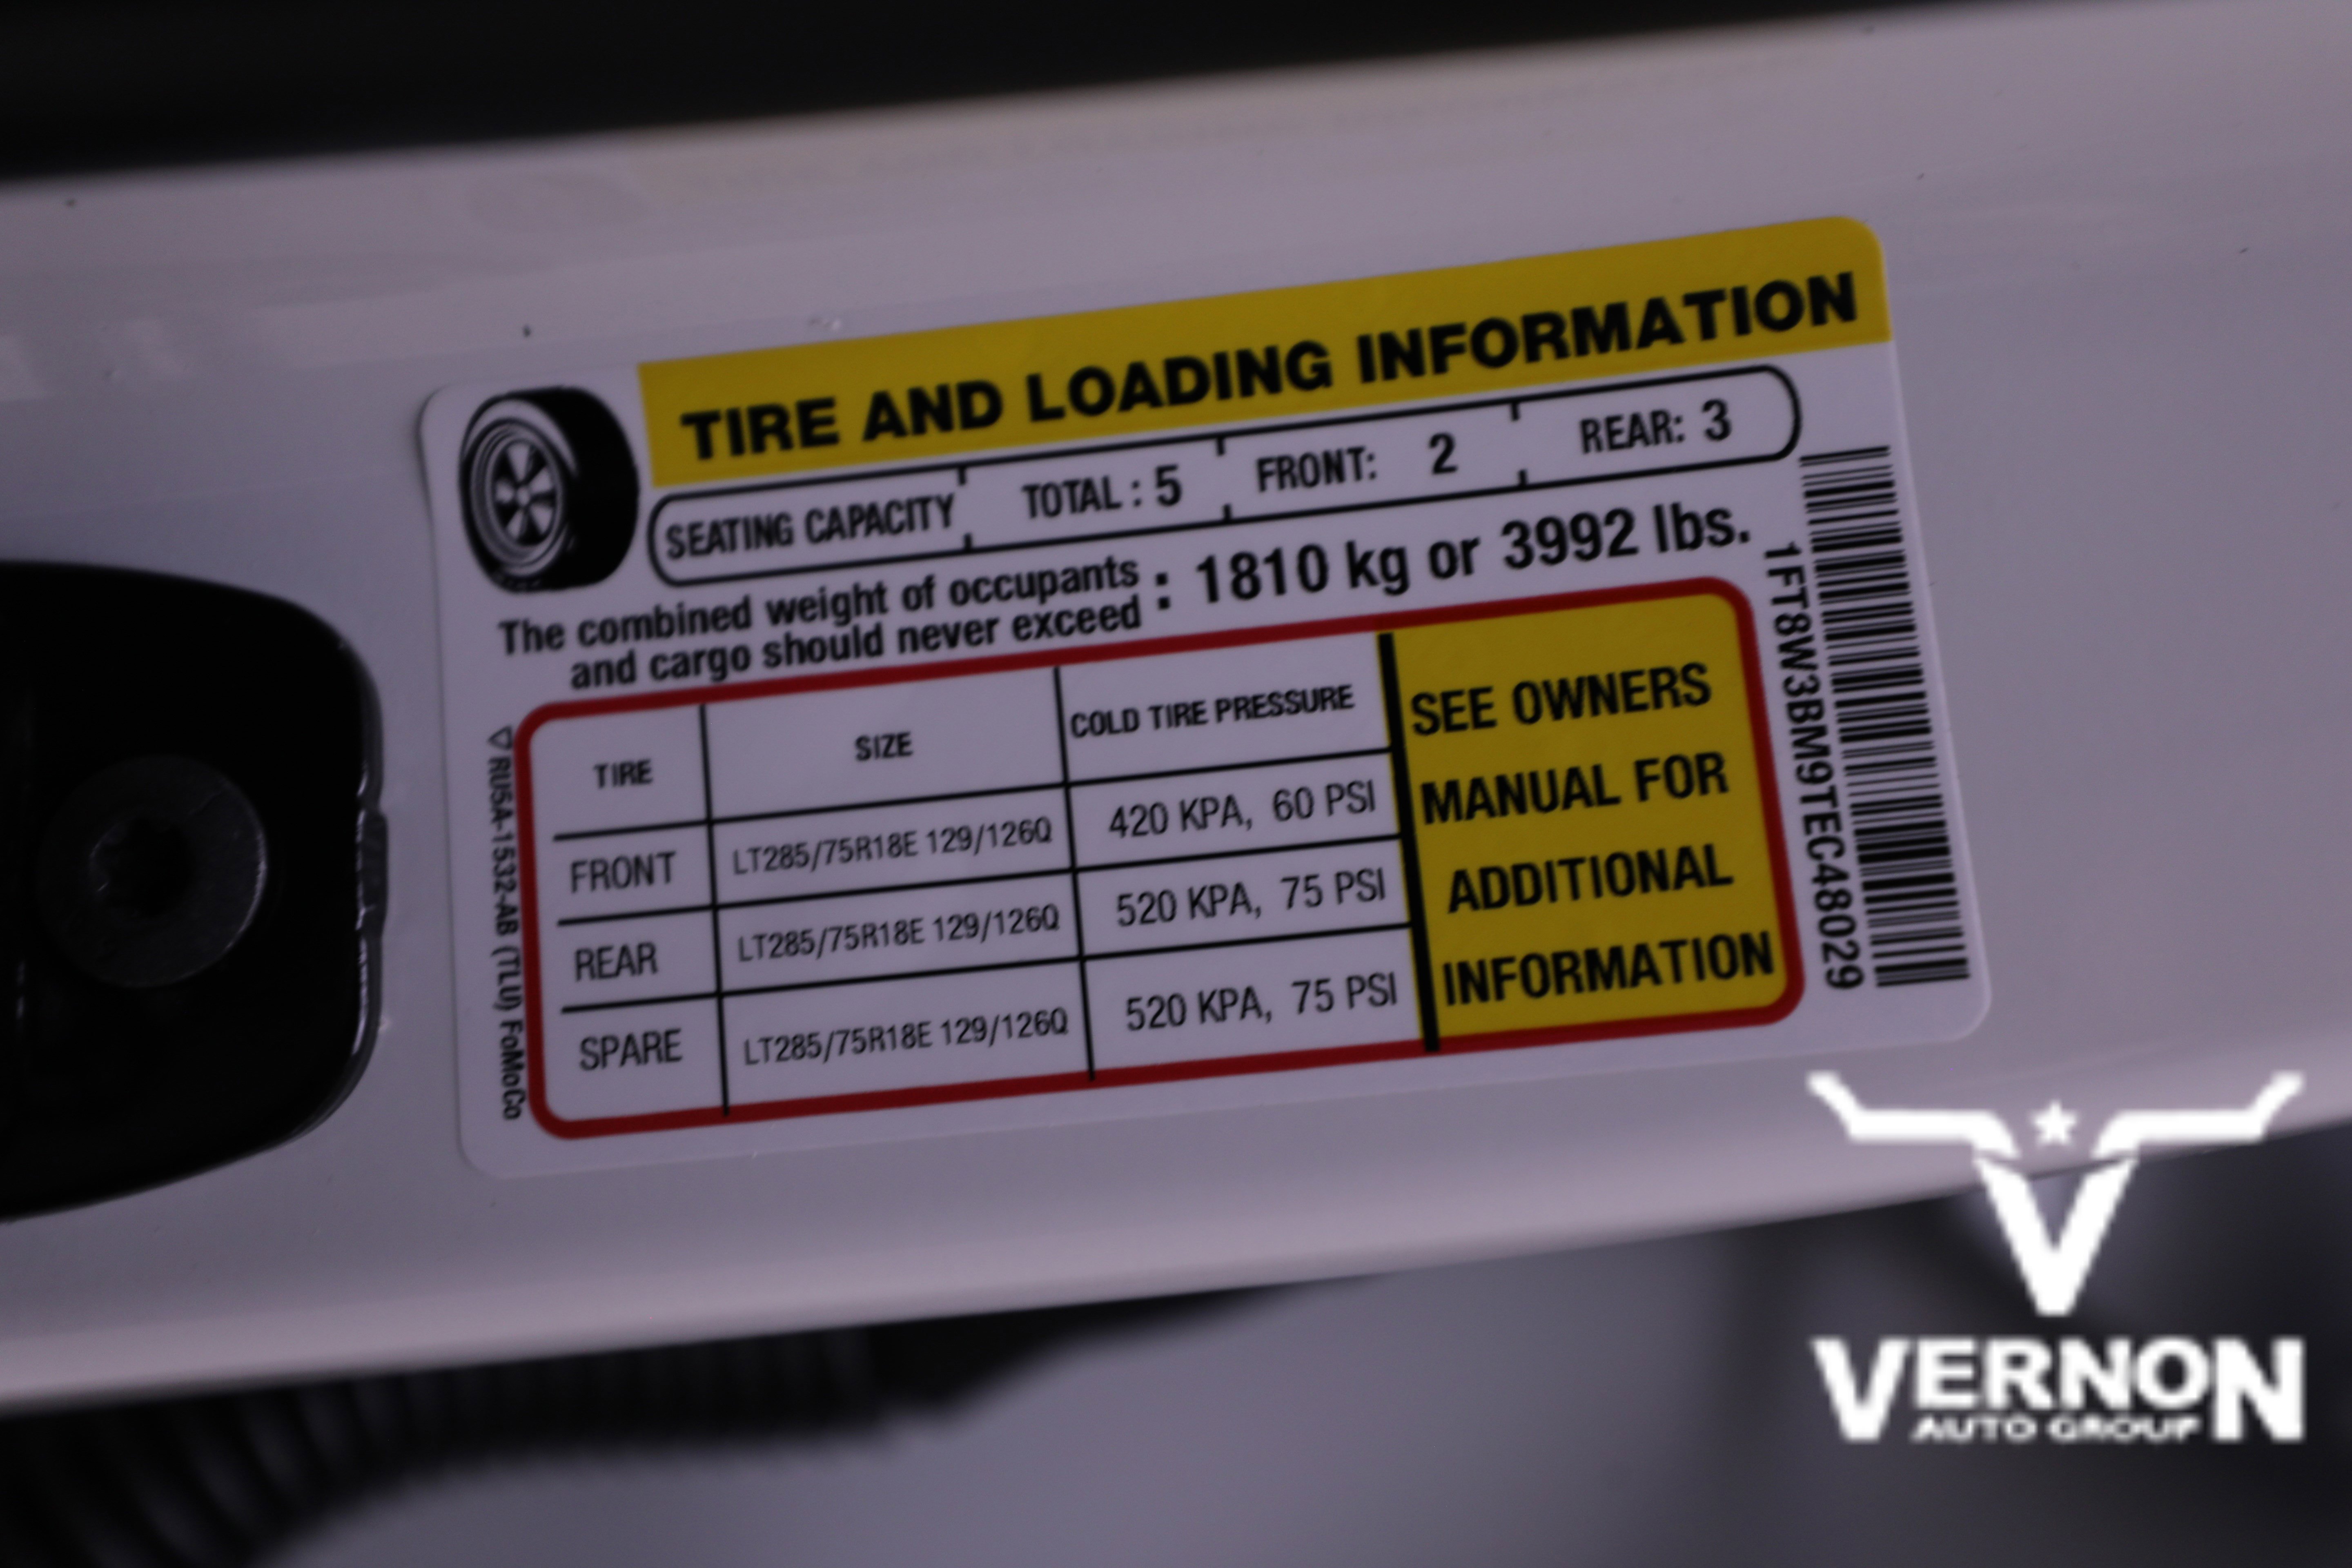 TIRE AND LOADING INFORMATION
SEATING CAPACITY TOTAL : 5 FRONT: 2 REAR: 3
The combined weight of occupants
and cargo should never exceed : 1810 kg or 3992 lbs.
TIRE SIZE COLD TIRE PRESSURE
FRONT LT285/75R18E 129/126Q 420 KPA, 60 PSI
REAR LT285/75R18E 129/126Q 520 KPA, 75 PSI
SPARE LT285/75R18E 129/126Q 520 KPA, 75 PSI
SEE OWNERS
MANUAL FOR
ADDITIONAL
INFORMATION
RU5A-1532-AB (TLU) FoMoCo
1FT8W3BM9TEC48029
VERNON
AUTO GROUP